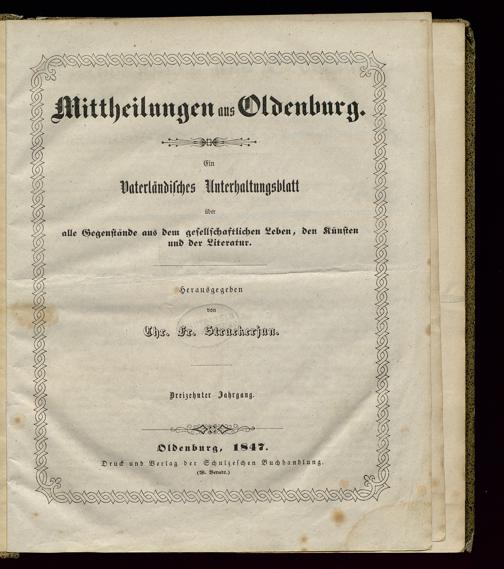 Mittheilungen aus Oldenburg.
Ein
Vaterländisches Unterhaltungsblatt
über
alle Gegenstände aus dem gesellschaftlichen Leben, den Künsten
und der Literatur.
Herausgegeben
von
Chr. Fr. Strackerjan.
Dreizehnter Jahrgang.
Oldenburg, 1847.
Druck und Verlag der Schulzeschen Buchhandlung.
(W. Berndt.)